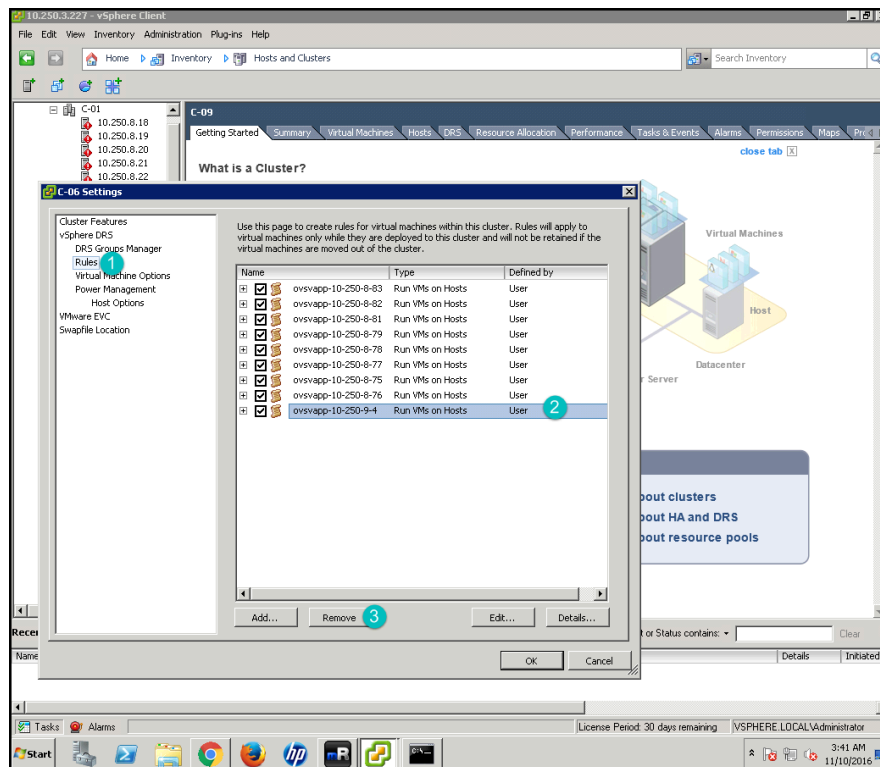 10.250.3.227 - vSphere Client
File Edit View Inventory Administration Plug-ins Help
Home Inventory Hosts and Clusters Search Inventory
C-01
10.250.8.18
10.250.8.19
10.250.8.20
10.250.8.21
10.250.8.22
C-09
Getting Started Summary Virtual Machines Hosts DRS Resource Allocation Performance Tasks & Events Alarms Permissions Maps
close tab
What is a Cluster?
Virtual Machines
Host
Datacenter
r Server
bout clusters
bout HA and DRS
bout resource pools
C-06 Settings
Cluster Features
vSphere DRS
DRS Groups Manager
Rules 1
Virtual Machine Options
Power Management
Host Options
VMware EVC
Swapfile Location
Use this page to create rules for virtual machines within this cluster. Rules will apply to
virtual machines only while they are deployed to this cluster and will not be retained if the
virtual machines are moved out of the cluster.
Name Type Defined by
ovsvapp-10-250-8-83 Run VMs on Hosts User
ovsvapp-10-250-8-82 Run VMs on Hosts User
ovsvapp-10-250-8-81 Run VMs on Hosts User
ovsvapp-10-250-8-79 Run VMs on Hosts User
ovsvapp-10-250-8-78 Run VMs on Hosts User
ovsvapp-10-250-8-77 Run VMs on Hosts User
ovsvapp-10-250-8-75 Run VMs on Hosts User
ovsvapp-10-250-8-76 Run VMs on Hosts User
ovsvapp-10-250-9-4 Run VMs on Hosts User 2
Add... Remove 3 Edit... Details...
OK Cancel
Recer t or Status contains: Clear
Name Details Initiated
Tasks Alarms License Period: 30 days remaining VSPHERE.LOCAL\Administrator
Start hp mR C:\ 3:41 AM
11/10/2016